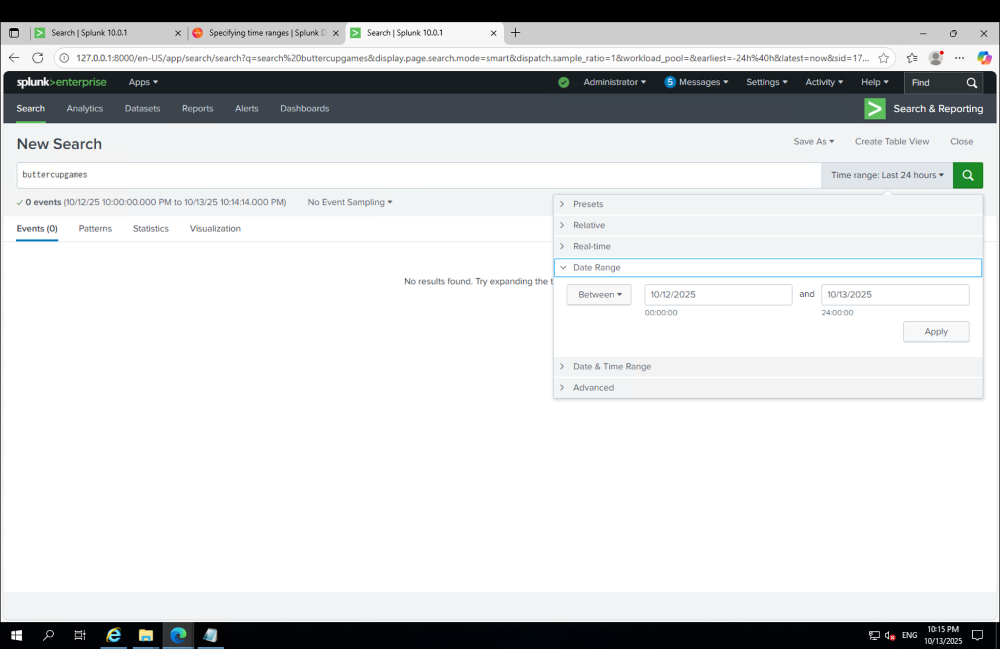 Search | Splunk 10.0.1
Specifying time ranges | Splunk D
Search | Splunk 10.0.1
127.0.0.1:8000/en-US/app/search/search?q=search%20buttercupgames&display.page.search.mode=smart&dispatch.sample_ratio=1&workload_pool=&earliest=-24h%40h&latest=now&sid=17...
splunk>enterprise
Apps
Administrator
5 Messages
Settings
Activity
Help
Find
Search
Analytics
Datasets
Reports
Alerts
Dashboards
Search & Reporting
New Search
Save As
Create Table View
Close
buttercupgames
Time range: Last 24 hours
0 events (10/12/25 10:00:00.000 PM to 10/13/25 10:14:14.000 PM)
No Event Sampling
Events (0)
Patterns
Statistics
Visualization
No results found. Try expanding the t
Presets
Relative
Real-time
Date Range
Between
10/12/2025
and
10/13/2025
00:00:00
24:00:00
Apply
Date & Time Range
Advanced
ENG
10:15 PM
10/13/2025